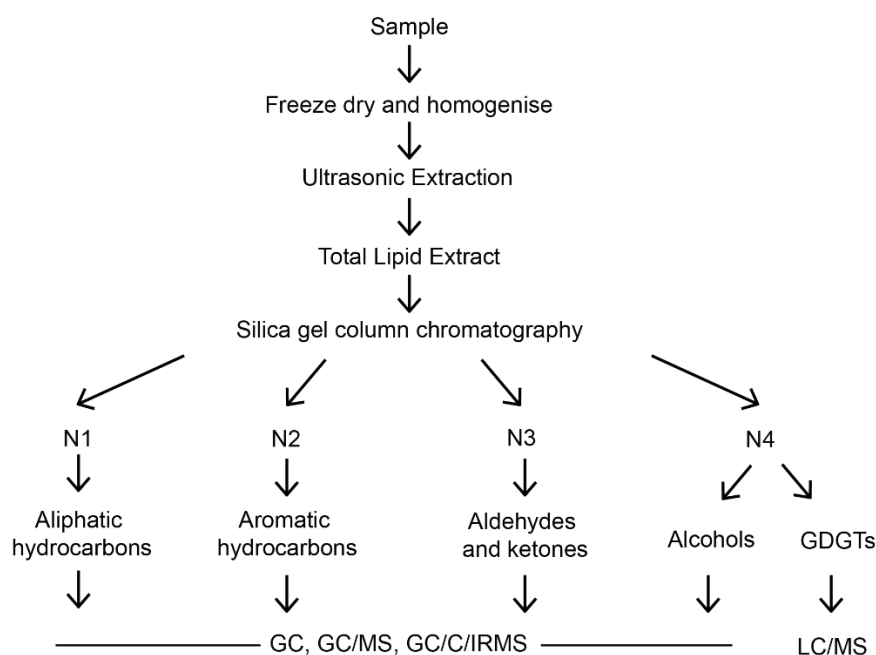 Sample
Freeze dry and homogenise
Ultrasonic Extraction
Total Lipid Extract
Silica gel column chromatography
N1
N2
N3
N4
Aliphatic
hydrocarbons
Aromatic
hydrocarbons
Aldehydes
and ketones
Alcohols
GDGTs
GC, GC/MS, GC/C/IRMS
LC/MS